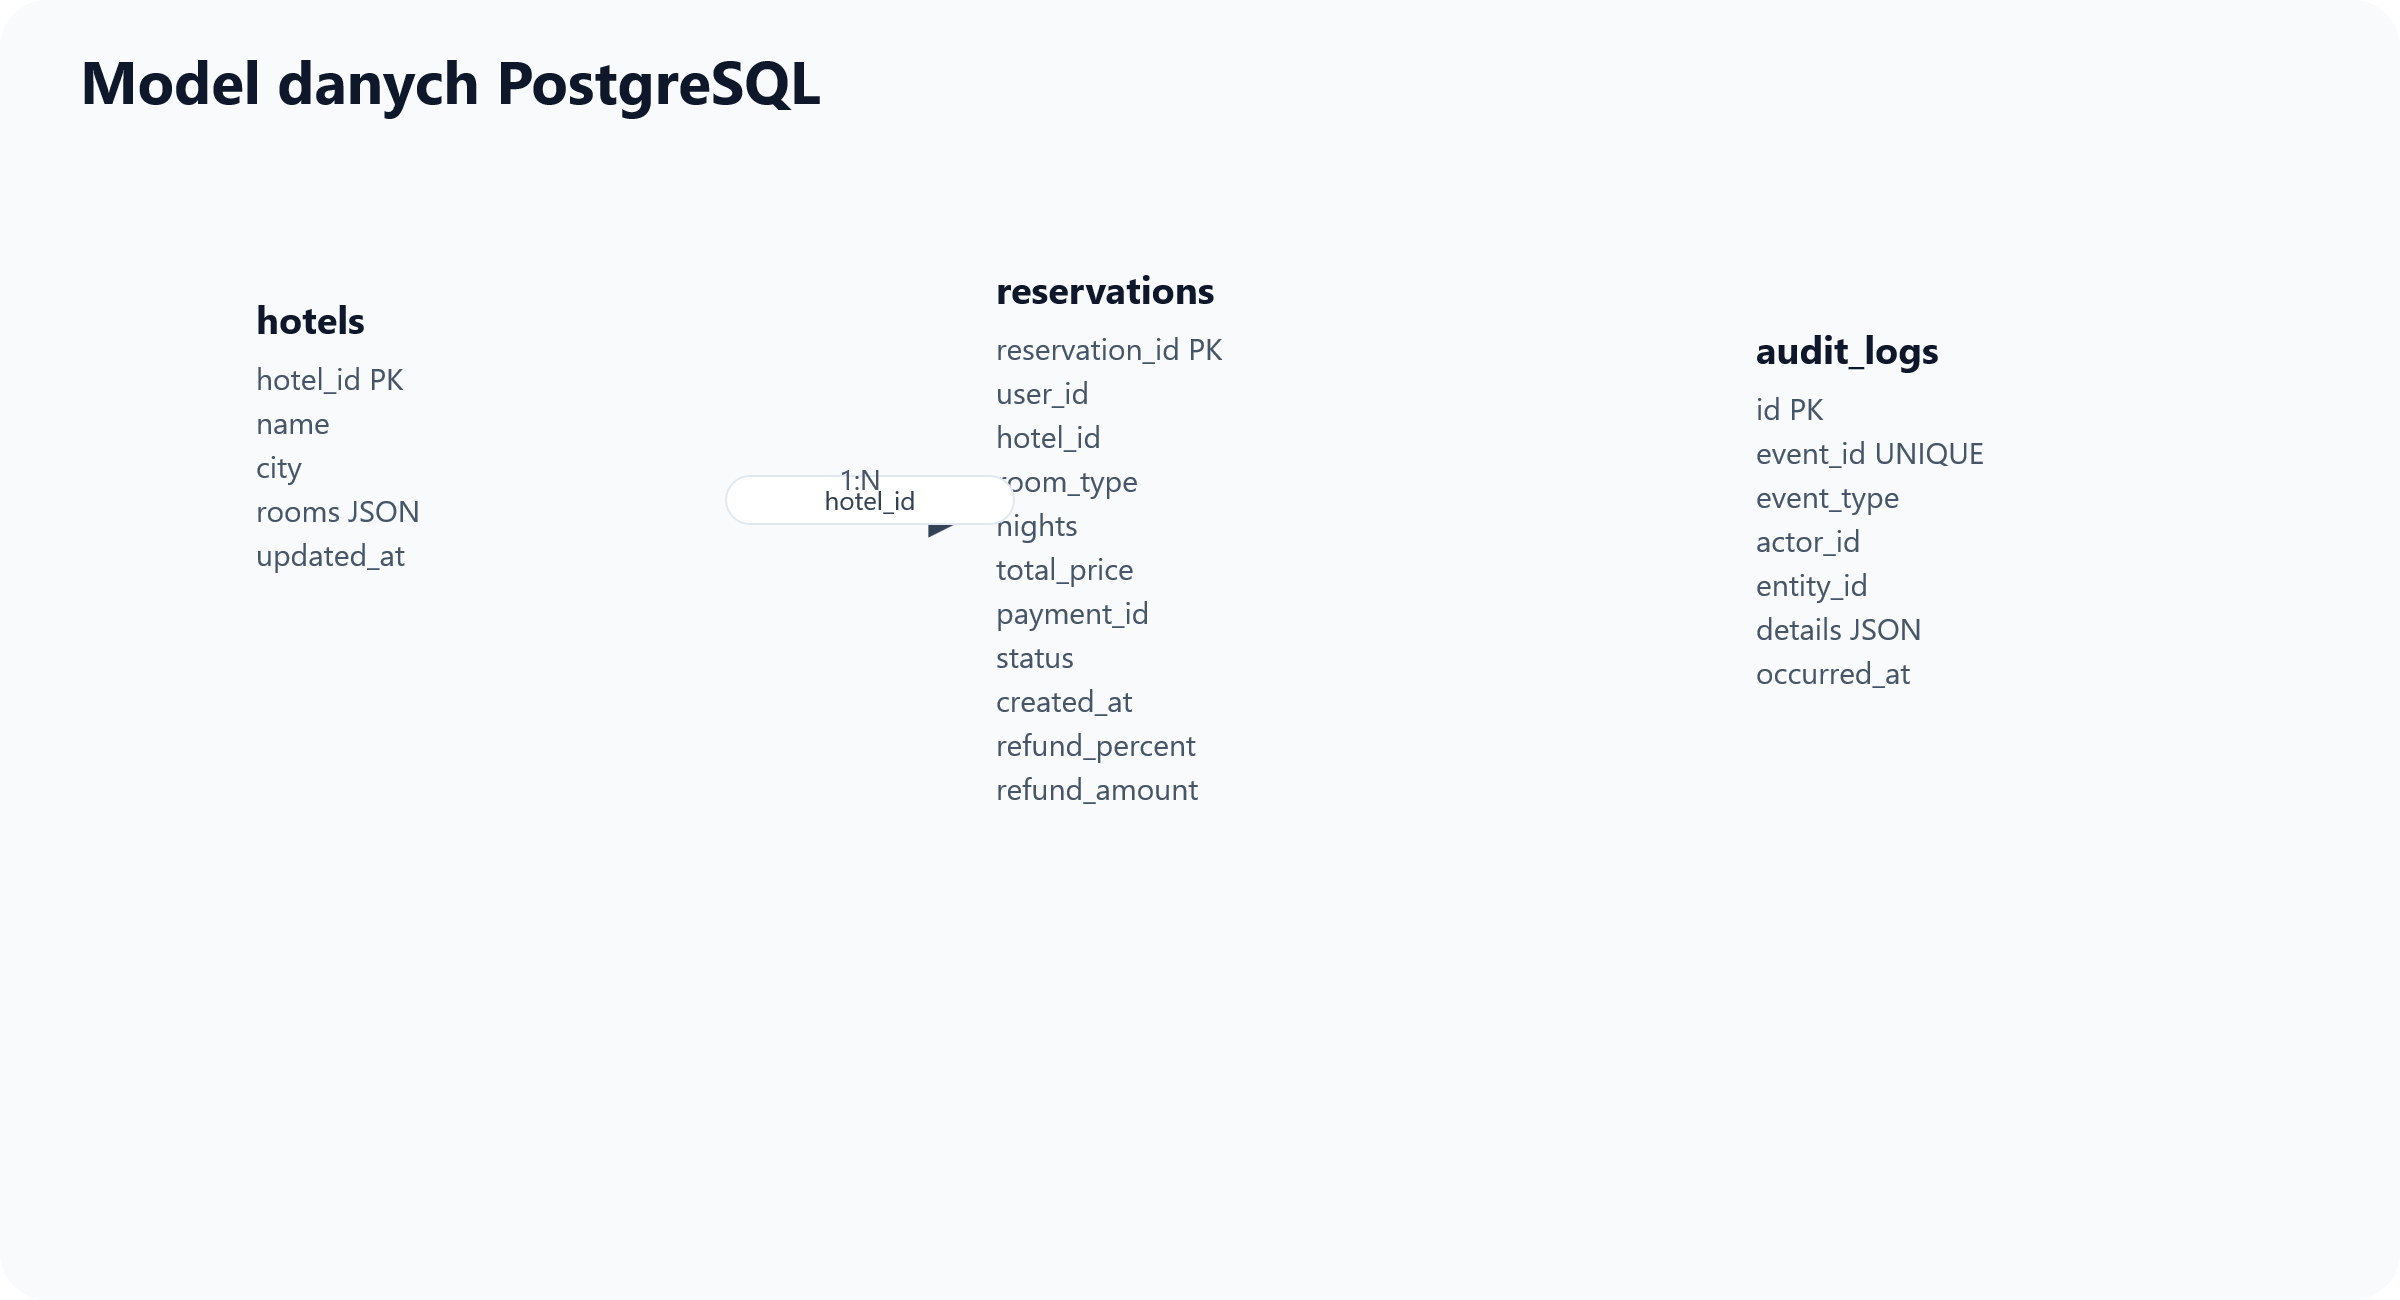 Model danych PostgreSQL
hotels
hotel_id PK
name
city
rooms JSON
updated_at
1:N
hotel_id
reservations
reservation_id PK
user_id
hotel_id
room_type
nights
total_price
payment_id
status
created_at
refund_percent
refund_amount
audit_logs
id PK
event_id UNIQUE
event_type
actor_id
entity_id
details JSON
occurred_at